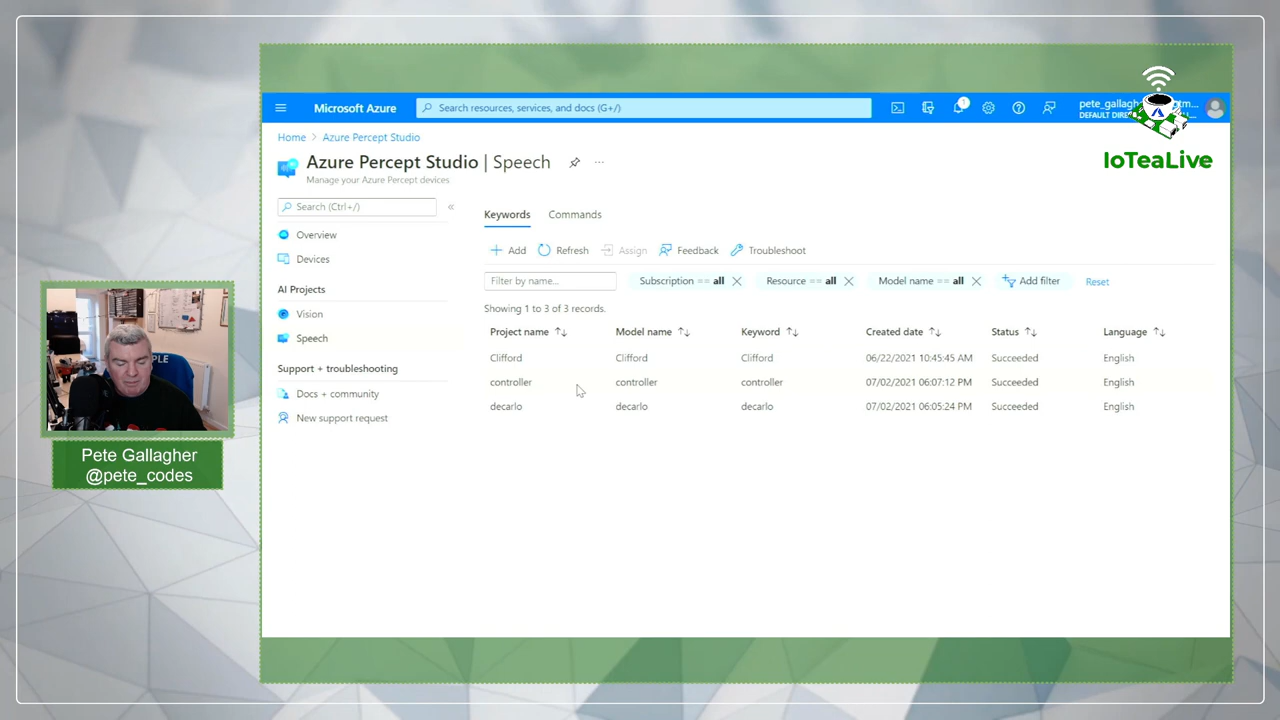 Microsoft Azure
Search resources, services, and docs (G+/)
1
Home > Azure Percept Studio
Azure Percept Studio | Speech
...
Manage your Azure Percept devices
IoTeaLive
Search (Ctrl+/)
«
Overview
Devices
AI Projects
Vision
Speech
Support + troubleshooting
Docs + community
New support request
Keywords Commands
+ Add Refresh Assign Feedback Troubleshoot
Filter by name... Subscription == all Resource == all Model name == all Add filter Reset
Showing 1 to 3 of 3 records.
Project name ↑↓ Model name ↑↓ Keyword ↑↓ Created date ↑↓ Status ↑↓ Language ↑↓
Clifford Clifford Clifford 06/22/2021 10:45:45 AM Succeeded English
controller controller controller 07/02/2021 06:07:12 PM Succeeded English
decarlo decarlo decarlo 07/02/2021 06:05:24 PM Succeeded English
Pete Gallagher
@pete_codes